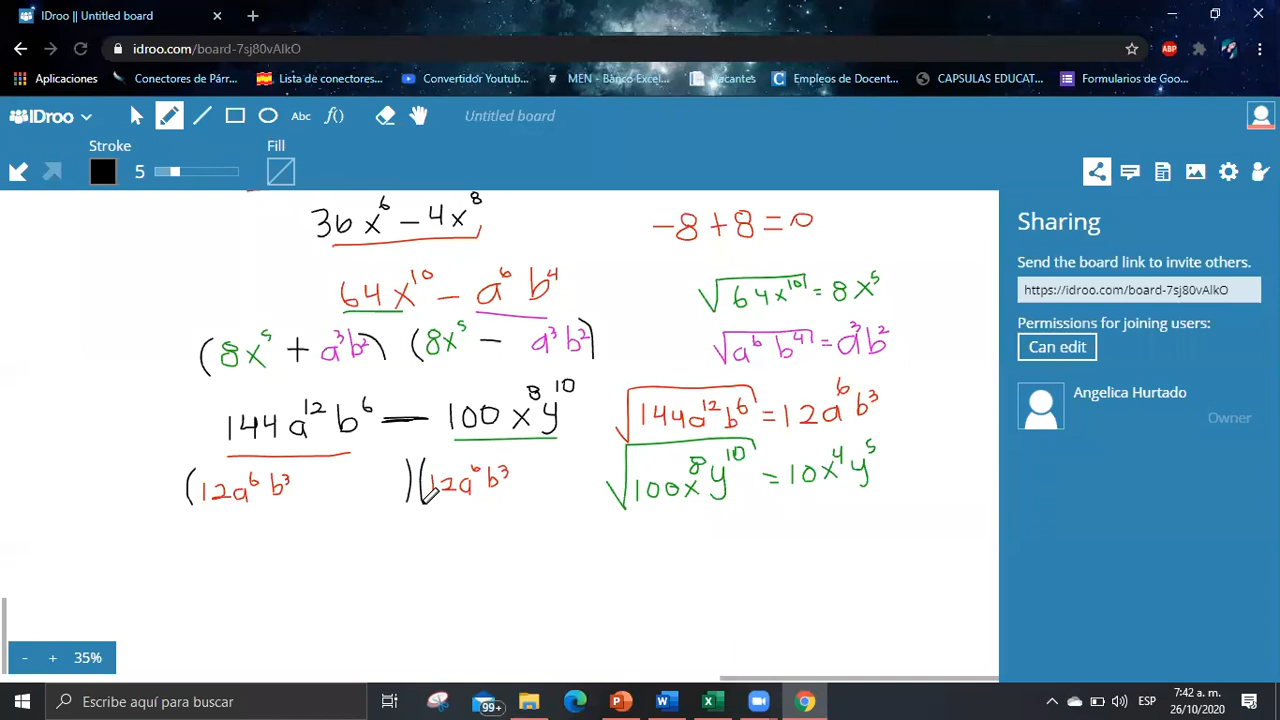 IDroo || Untitled board
idroo.com/board-7sj80vAlkO
ABP
Aplicaciones
Conectores de Párr...
Lista de conectores...
Convertidor Youtub...
MEN - Banco Excel...
Vacantes
Empleos de Docent...
CAPSULAS EDUCAT...
Formularios de Goo...
IDroo
Abc
f()
Untitled board
Stroke
5
Fill
36x⁶ – 4x⁸
-8+8=0
64x¹⁰ – a⁶b⁴
√64x¹⁰ = 8x⁵
(8x⁵ + a³b²) (8x⁵ – a³b²)
√a⁶b⁴ = a³b²
144a¹²b⁶ – 100x⁸y¹⁰
√144a¹²b⁶ = 12a⁶b³
(12a⁶b³ )(12a⁶b³
√100x⁸y¹⁰ = 10x⁴y⁵
Sharing
Send the board link to invite others.
https://idroo.com/board-7sj80vAlkO
Permissions for joining users:
Can edit
Angelica Hurtado
Owner
- + 35%
Escribe aquí para buscar
99+
ESP
7:42 a. m.
26/10/2020